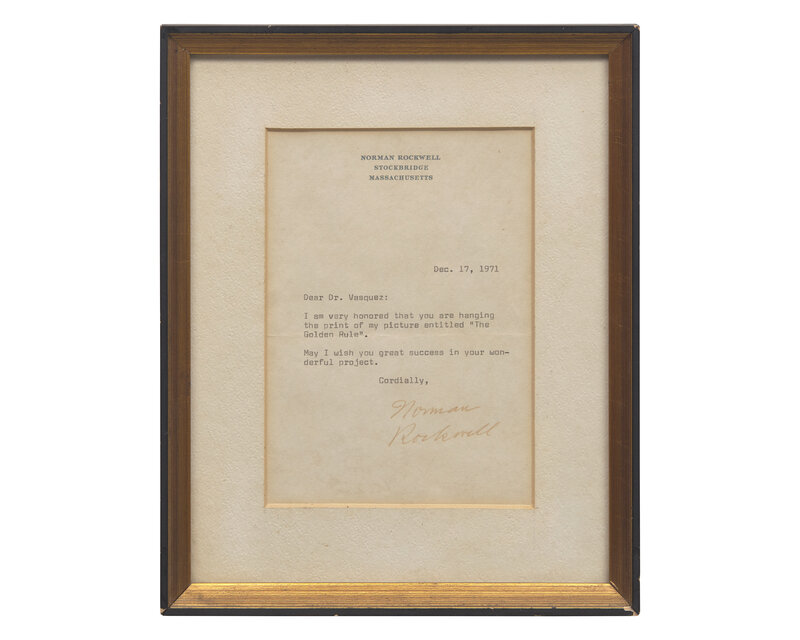 NORMAN ROCKWELL
STOCKBRIDGE
MASSACHUSETTS
Dec. 17, 1971
Dear Dr. Vasquez:
I am very honored that you are hanging
the print of my picture entitled "The
Golden Rule".
May I wish you great success in your won-
derful project.
Cordially,
Norman
Rockwell